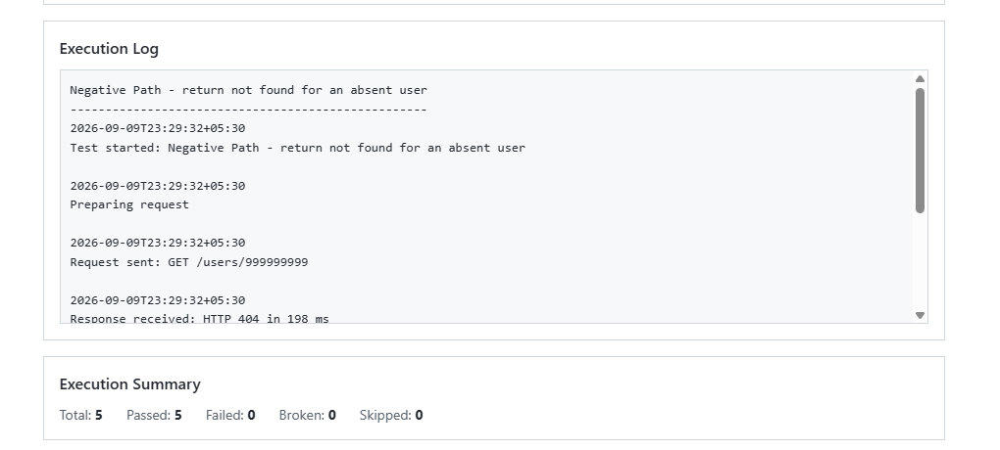 Execution Log
Negative Path - return not found for an absent user
---------------------------------------------------
2026-09-09T23:29:32+05:30
Test started: Negative Path - return not found for an absent user
2026-09-09T23:29:32+05:30
Preparing request
2026-09-09T23:29:32+05:30
Request sent: GET /users/999999999
2026-09-09T23:29:32+05:30
Response received: HTTP 404 in 198 ms
Execution Summary
Total: 5 Passed: 5 Failed: 0 Broken: 0 Skipped: 0